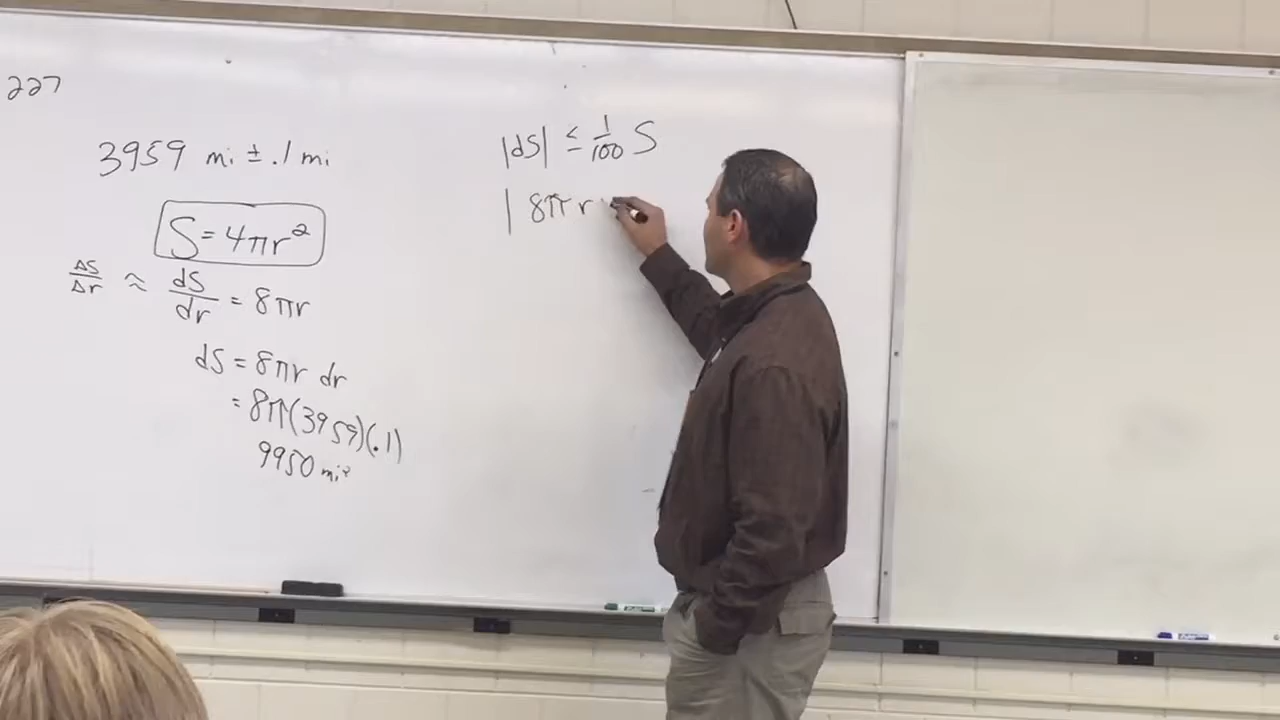 227
3959 mi ± .1 mi
S = 4πr²
ΔS/Δr ≈ dS/dr = 8πr
dS = 8πr dr
= 8π(3959)(.1)
9950 mi²
|dS| ≤ 1/100 S
| 8πr